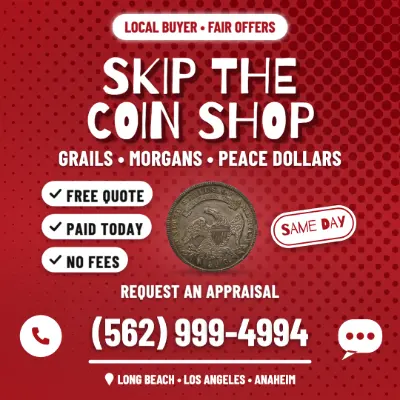 LOCAL BUYER • FAIR OFFERS
SKIP THE
COIN SHOP
GRAILS • MORGANS • PEACE DOLLARS
FREE QUOTE
PAID TODAY
NO FEES
SAME DAY
REQUEST AN APPRAISAL
(562) 999-4994
LONG BEACH • LOS ANGELES • ANAHEIM